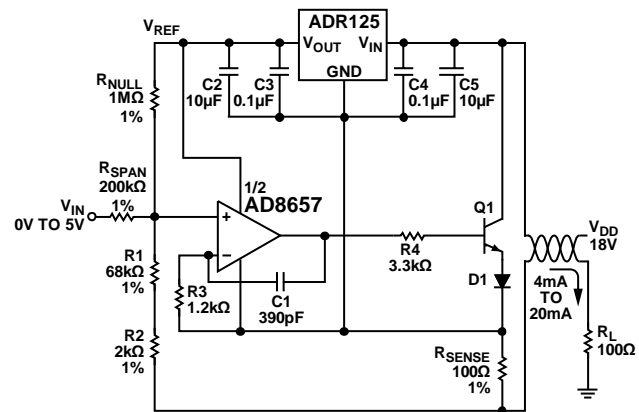 ADR125
VREF
VOUT
VIN
GND
RNULL
1MΩ
1%
C2
10µF
C3
0.1µF
C4
0.1µF
C5
10µF
RSPAN
200kΩ
1%
1/2
AD8657
VIN
0V TO 5V
Q1
VDD
18V
R1
68kΩ
1%
R4
3.3kΩ
D1
4mA
TO
20mA
R3
1.2kΩ
C1
390pF
R2
2kΩ
1%
RSENSE
100Ω
1%
RL
100Ω